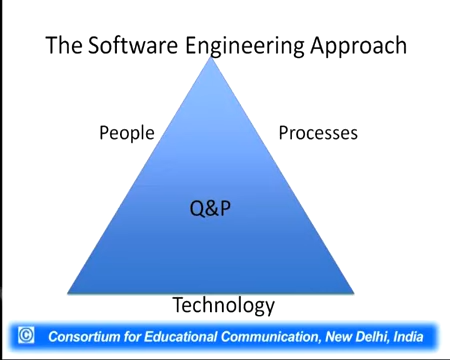 The Software Engineering Approach
People
Processes
Q&P
Technology
© Consortium for Educational Communication, New Delhi, India